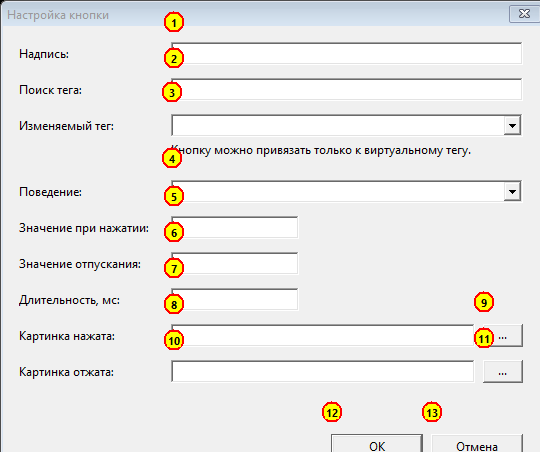 Настройка кнопки
1
Надпись:
2
Поиск тега:
3
Изменяемый тег:
Кнопку можно привязать только к виртуальному тегу.
4
Поведение:
5
Значение при нажатии:
6
Значение отпускания:
7
Длительность, мс:
8
9
Картинка нажата:
10
11
...
Картинка отжата:
...
12
13
OK
Отмена